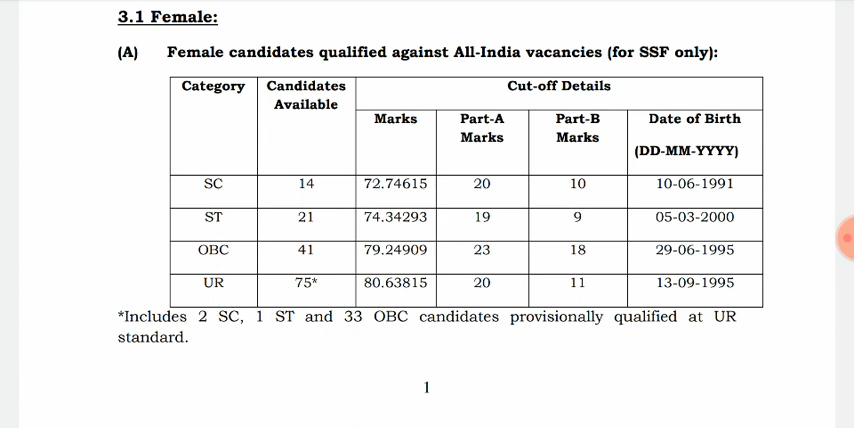 3.1 Female:
(A) Female candidates qualified against All-India vacancies (for SSF only):
Category Candidates Available Cut-off Details
Marks Part-A Marks Part-B Marks Date of Birth (DD-MM-YYYY)
SC 14 72.74615 20 10 10-06-1991
ST 21 74.34293 19 9 05-03-2000
OBC 41 79.24909 23 18 29-06-1995
UR 75* 80.63815 20 11 13-09-1995
*Includes 2 SC, 1 ST and 33 OBC candidates provisionally qualified at UR
standard.
1